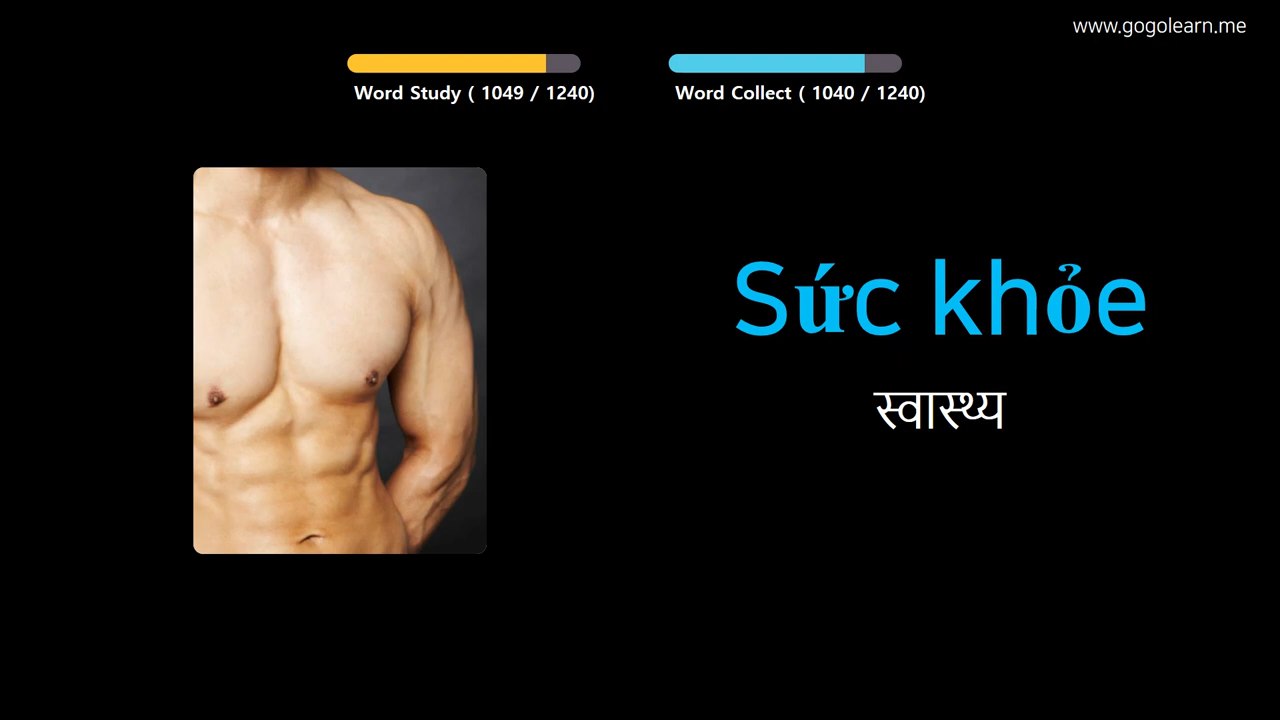 www.gogolearn.me
Word Study ( 1049 / 1240)
Word Collect ( 1040 / 1240)
Sức khỏe
स्वास्थ्य